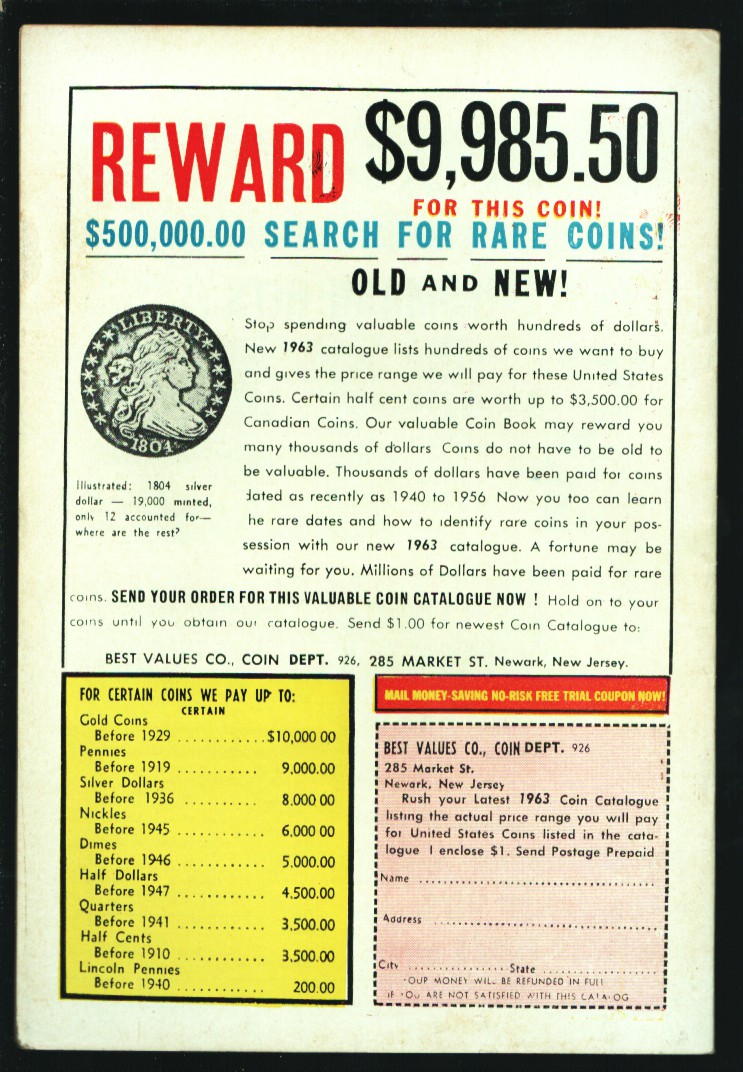 REWARD $9,985.50
FOR THIS COIN!
$500,000.00 SEARCH FOR RARE COINS!
OLD AND NEW!
LIBERTY
1804
Illustrated: 1804 silver
dollar — 19,000 minted,
only 12 accounted for—
where are the rest?
Stop spending valuable coins worth hundreds of dollars.
New 1963 catalogue lists hundreds of coins we want to buy
and gives the price range we will pay for these United States
Coins. Certain half cent coins are worth up to $3,500.00 for
Canadian Coins. Our valuable Coin Book may reward you
many thousands of dollars Coins do not have to be old to
be valuable. Thousands of dollars have been paid for coins
dated as recently as 1940 to 1956 Now you too can learn
he rare dates and how to identify rare coins in your pos-
session with our new 1963 catalogue. A fortune may be
waiting for you. Millions of Dollars have been paid for rare
coins. SEND YOUR ORDER FOR THIS VALUABLE COIN CATALOGUE NOW ! Hold on to your
coins until you obtain our catalogue. Send $1.00 for newest Coin Catalogue to:
BEST VALUES CO., COIN DEPT. 926, 285 MARKET ST. Newark, New Jersey.
FOR CERTAIN COINS WE PAY UP TO:
CERTAIN
Gold Coins
Before 1929 ............$10,000 00
Pennies
Before 1919 ........... 9,000.00
Silver Dollars
Before 1936 ........... 8,000 00
Nickles
Before 1945 ........... 6,000 00
Dimes
Before 1946 ........... 5,000.00
Half Dollars
Before 1947 ........... 4,500.00
Quarters
Before 1941 ........... 3,500.00
Half Cents
Before 1910 ........... 3,500.00
Lincoln Pennies
Before 1940 ........... 200.00
MAIL MONEY-SAVING NO-RISK FREE TRIAL COUPON NOW!
BEST VALUES CO., COIN DEPT. 926
285 Market St.
Newark, New Jersey
Rush your Latest 1963 Coin Catalogue
listing the actual price range you will pay
for United States Coins listed in the cata-
logue I enclose $1. Send Postage Prepaid
Name ..............................
Address ..............................
City .................. State ..................
OUP MONEY WILL BE REFUNDED IN FULL
IF YOU ARE NOT SATISFIED WITH THIS CATALOG